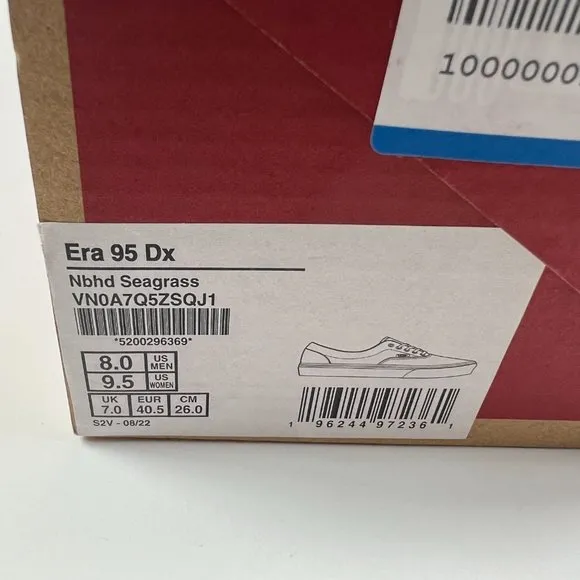 1000000
Era 95 Dx
Nbhd Seagrass
VN0A7Q5ZSQJ1
*5200296369*
8.0 US MEN
9.5 US WOMEN
UK 7.0 EUR 40.5 CM 26.0
S2V - 08/22
1 96244 97236 1